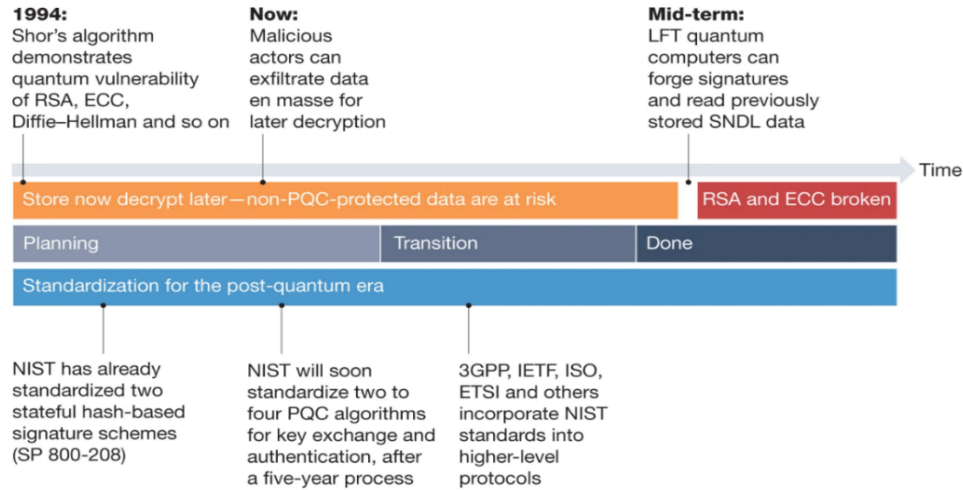 1994:
Shor's algorithm
demonstrates
quantum vulnerability
of RSA, ECC,
Diffie–Hellman and so on
Now:
Malicious
actors can
exfiltrate data
en masse for
later decryption
Mid-term:
LFT quantum
computers can
forge signatures
and read previously
stored SNDL data
Time
Store now decrypt later—non-PQC-protected data are at risk
RSA and ECC broken
Planning
Transition
Done
Standardization for the post-quantum era
NIST has already
standardized two
stateful hash-based
signature schemes
(SP 800-208)
NIST will soon
standardize two to
four PQC algorithms
for key exchange and
authentication, after
a five-year process
3GPP, IETF, ISO,
ETSI and others
incorporate NIST
standards into
higher-level
protocols